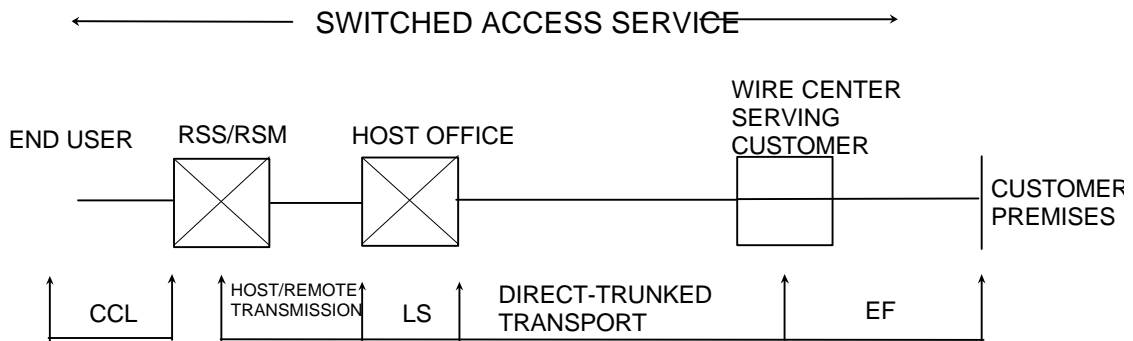 SWITCHED ACCESS SERVICE
WIRE CENTER
SERVING
CUSTOMER
END USER
RSS/RSM
HOST OFFICE
CUSTOMER
PREMISES
CCL
HOST/REMOTE
TRANSMISSION
LS
DIRECT-TRUNKED
TRANSPORT
EF